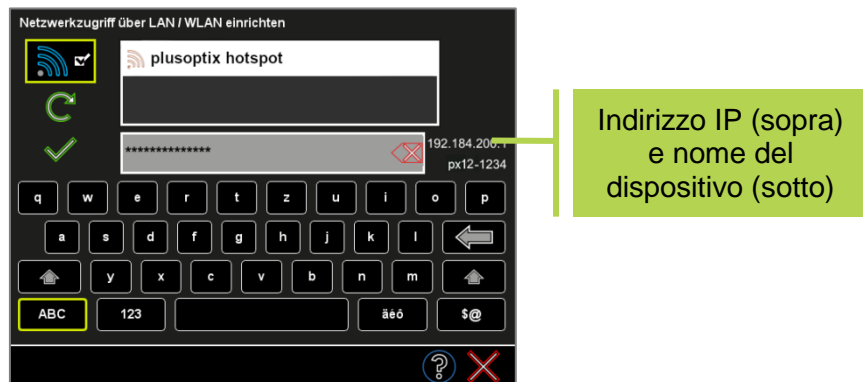 Netzwerkzugriff über LAN / WLAN einrichten
plusoptix hotspot
**************
192.184.200.1
px12-1234
q w e r t z u i o p
a s d f g h j k l
y x c v b n m
ABC 123 äéô $@
?
Indirizzo IP (sopra)
e nome del
dispositivo (sotto)